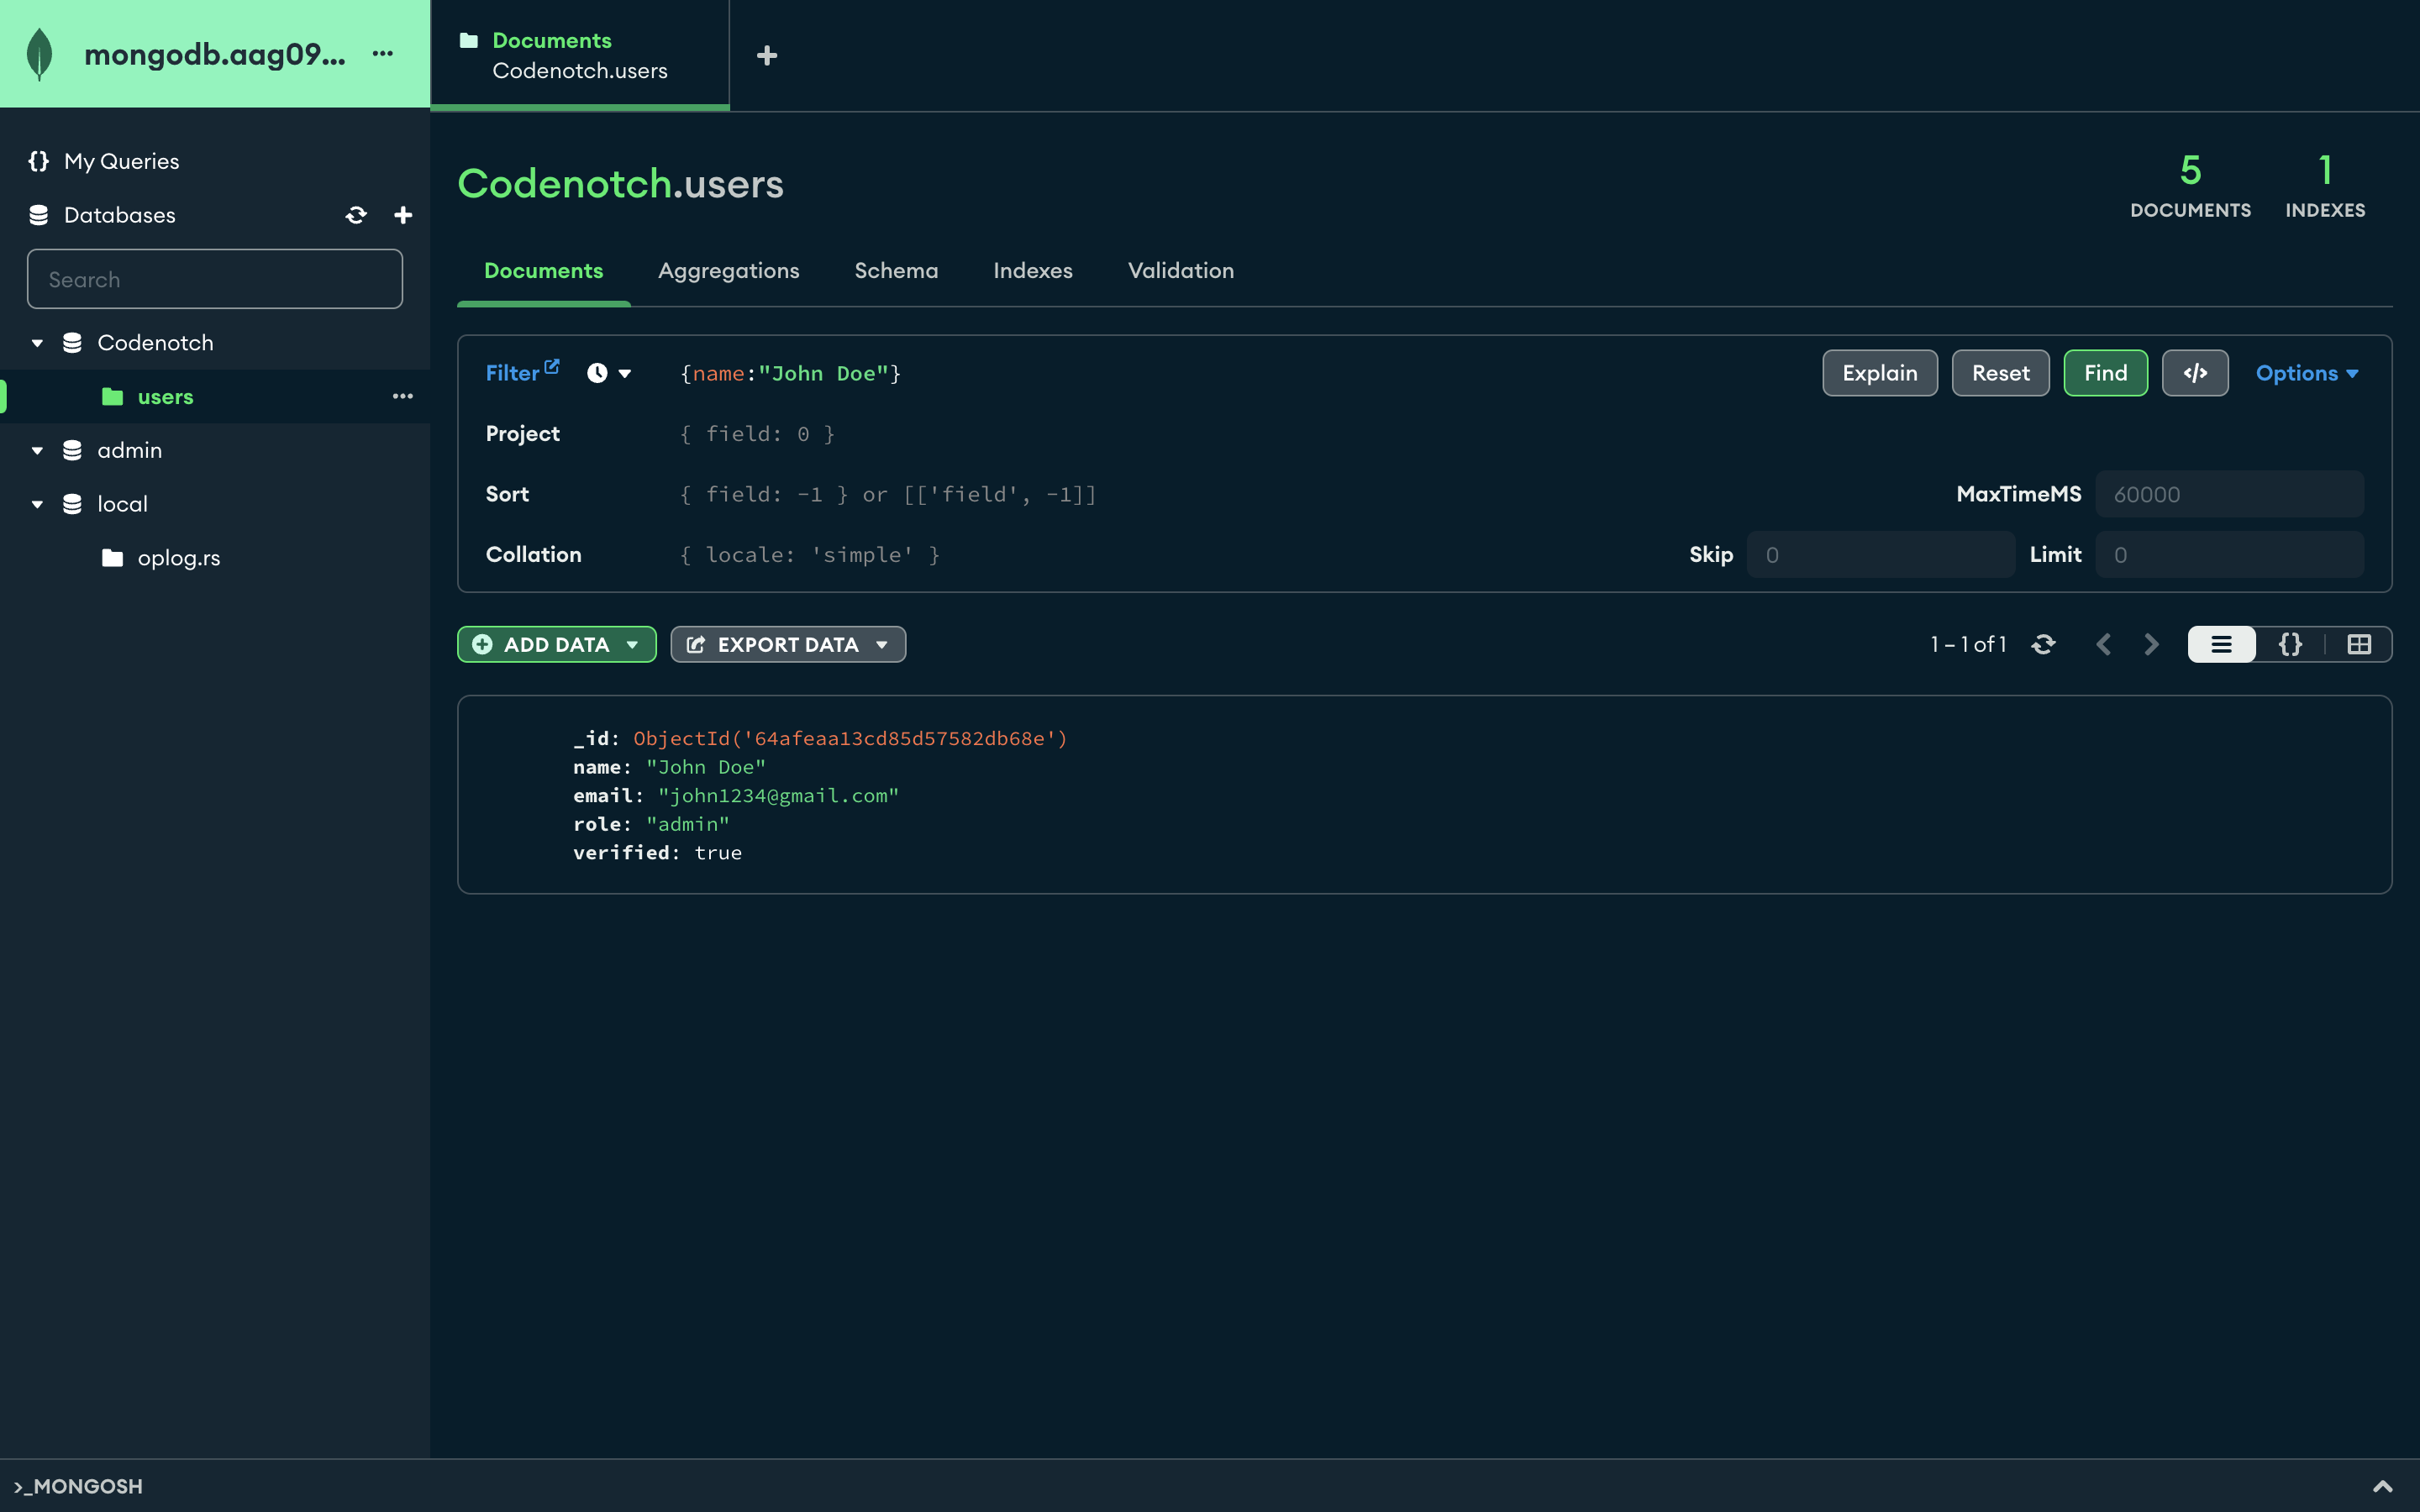 mongodb.aag09...
My Queries
Databases
Search
Codenotch
users
admin
local
oplog.rs
Documents
Codenotch.users
Codenotch.users
5
DOCUMENTS
1
INDEXES
Documents
Aggregations
Schema
Indexes
Validation
Filter
{name:"John Doe"}
Explain
Reset
Find
</>
Options
Project
{ field: 0 }
Sort
{ field: -1 } or [['field', -1]]
MaxTimeMS
60000
Collation
{ locale: 'simple' }
Skip
0
Limit
0
ADD DATA
EXPORT DATA
1 – 1 of 1
{}
_id: ObjectId('64afeaa13cd85d57582db68e')
name: "John Doe"
email: "john1234@gmail.com"
role: "admin"
verified: true
>_MONGOSH